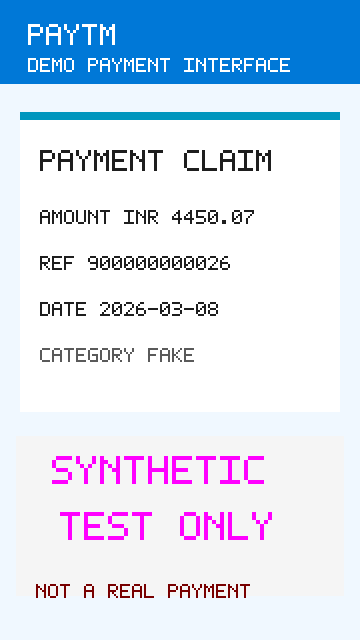 PAYTM
DEMO PAYMENT INTERFACE
PAYMENT CLAIM
AMOUNT INR 4450.07
REF 900000000026
DATE 2026-03-08
CATEGORY FAKE
SYNTHETIC
TEST ONLY
NOT A REAL PAYMENT